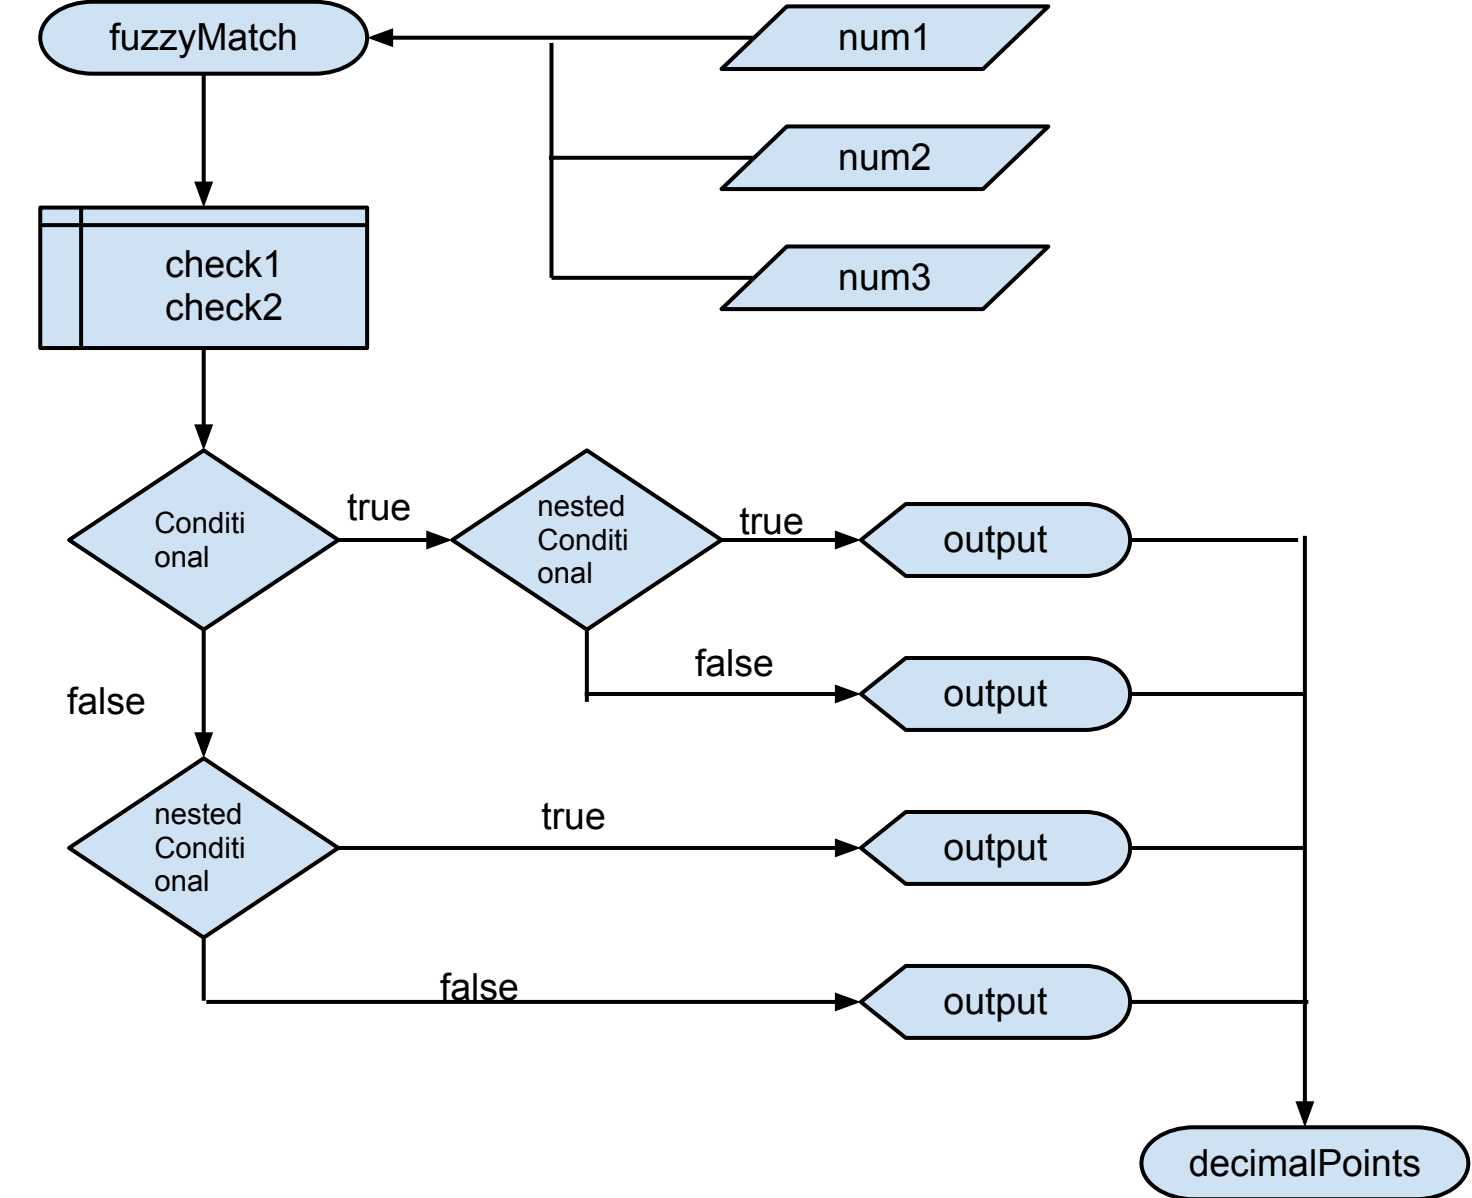 fuzzyMatch
num1
num2
num3
check1
check2
Conditi
onal
true
nested
Conditi
onal
true
output
false
output
false
nested
Conditi
onal
true
output
false
output
decimalPoints